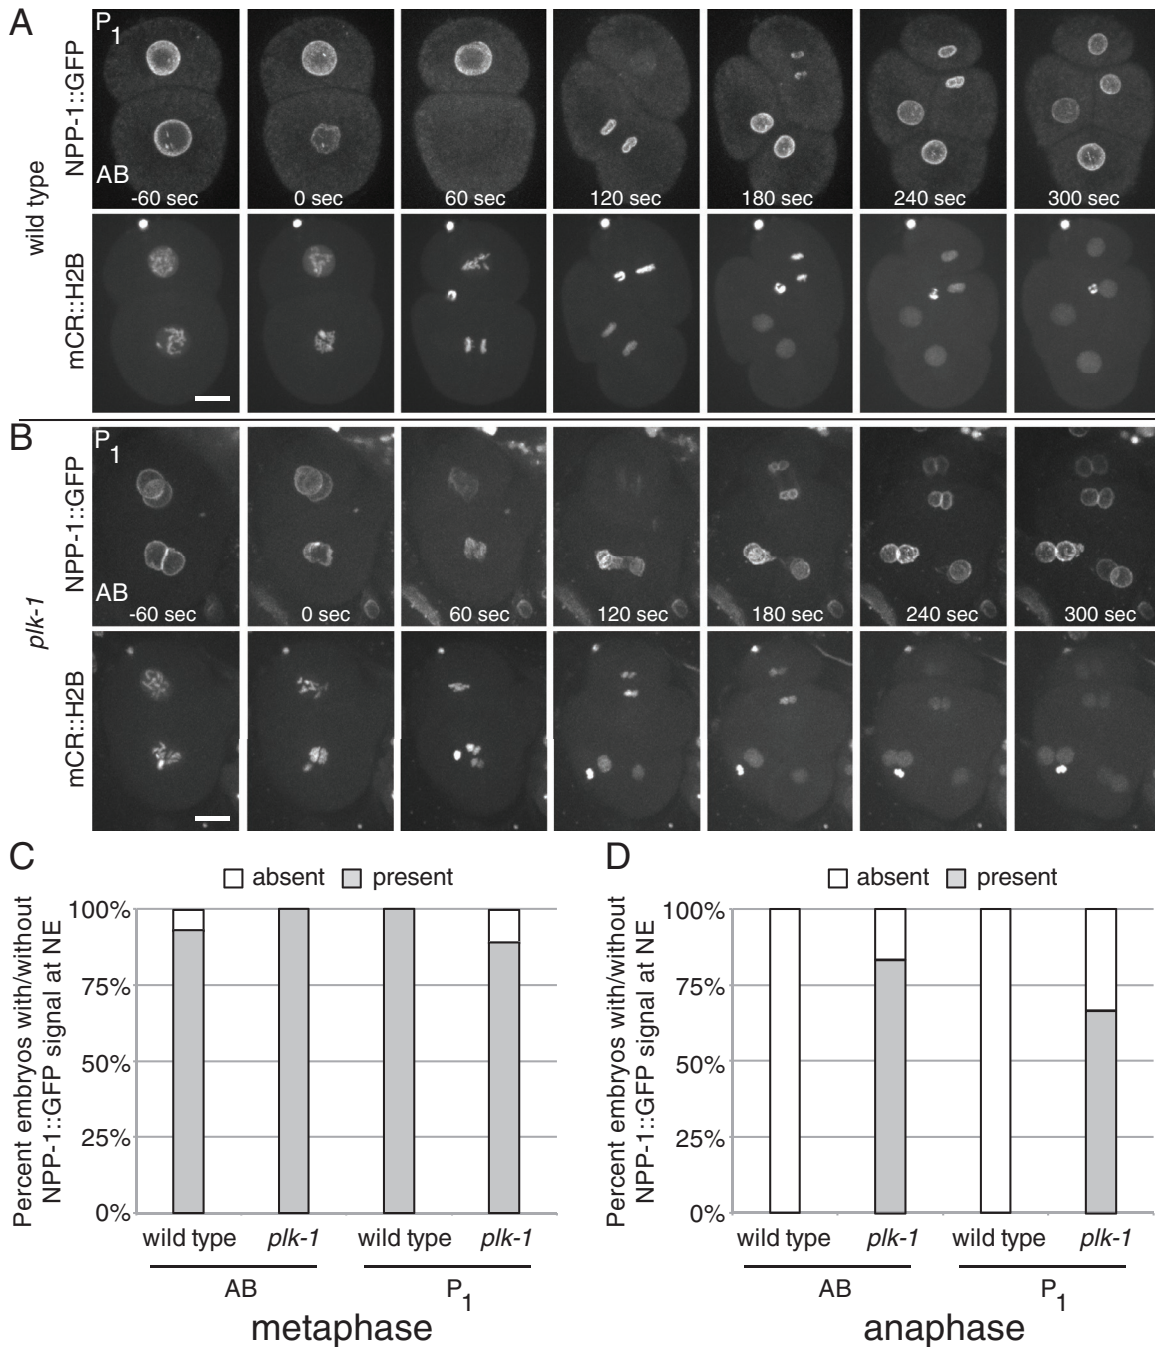 A
P1
AB
wild type
NPP-1::GFP
-60 sec 0 sec 60 sec 120 sec 180 sec 240 sec 300 sec
mCR::H2B
B
P1
AB
plk-1
NPP-1::GFP
-60 sec 0 sec 60 sec 120 sec 180 sec 240 sec 300 sec
mCR::H2B
C
absent present
Percent embryos with/without
NPP-1::GFP signal at NE
100%
75%
50%
25%
0%
wild type plk-1 wild type plk-1
AB P1
metaphase
D
absent present
Percent embryos with/without
NPP-1::GFP signal at NE
100%
75%
50%
25%
0%
wild type plk-1 wild type plk-1
AB P1
anaphase